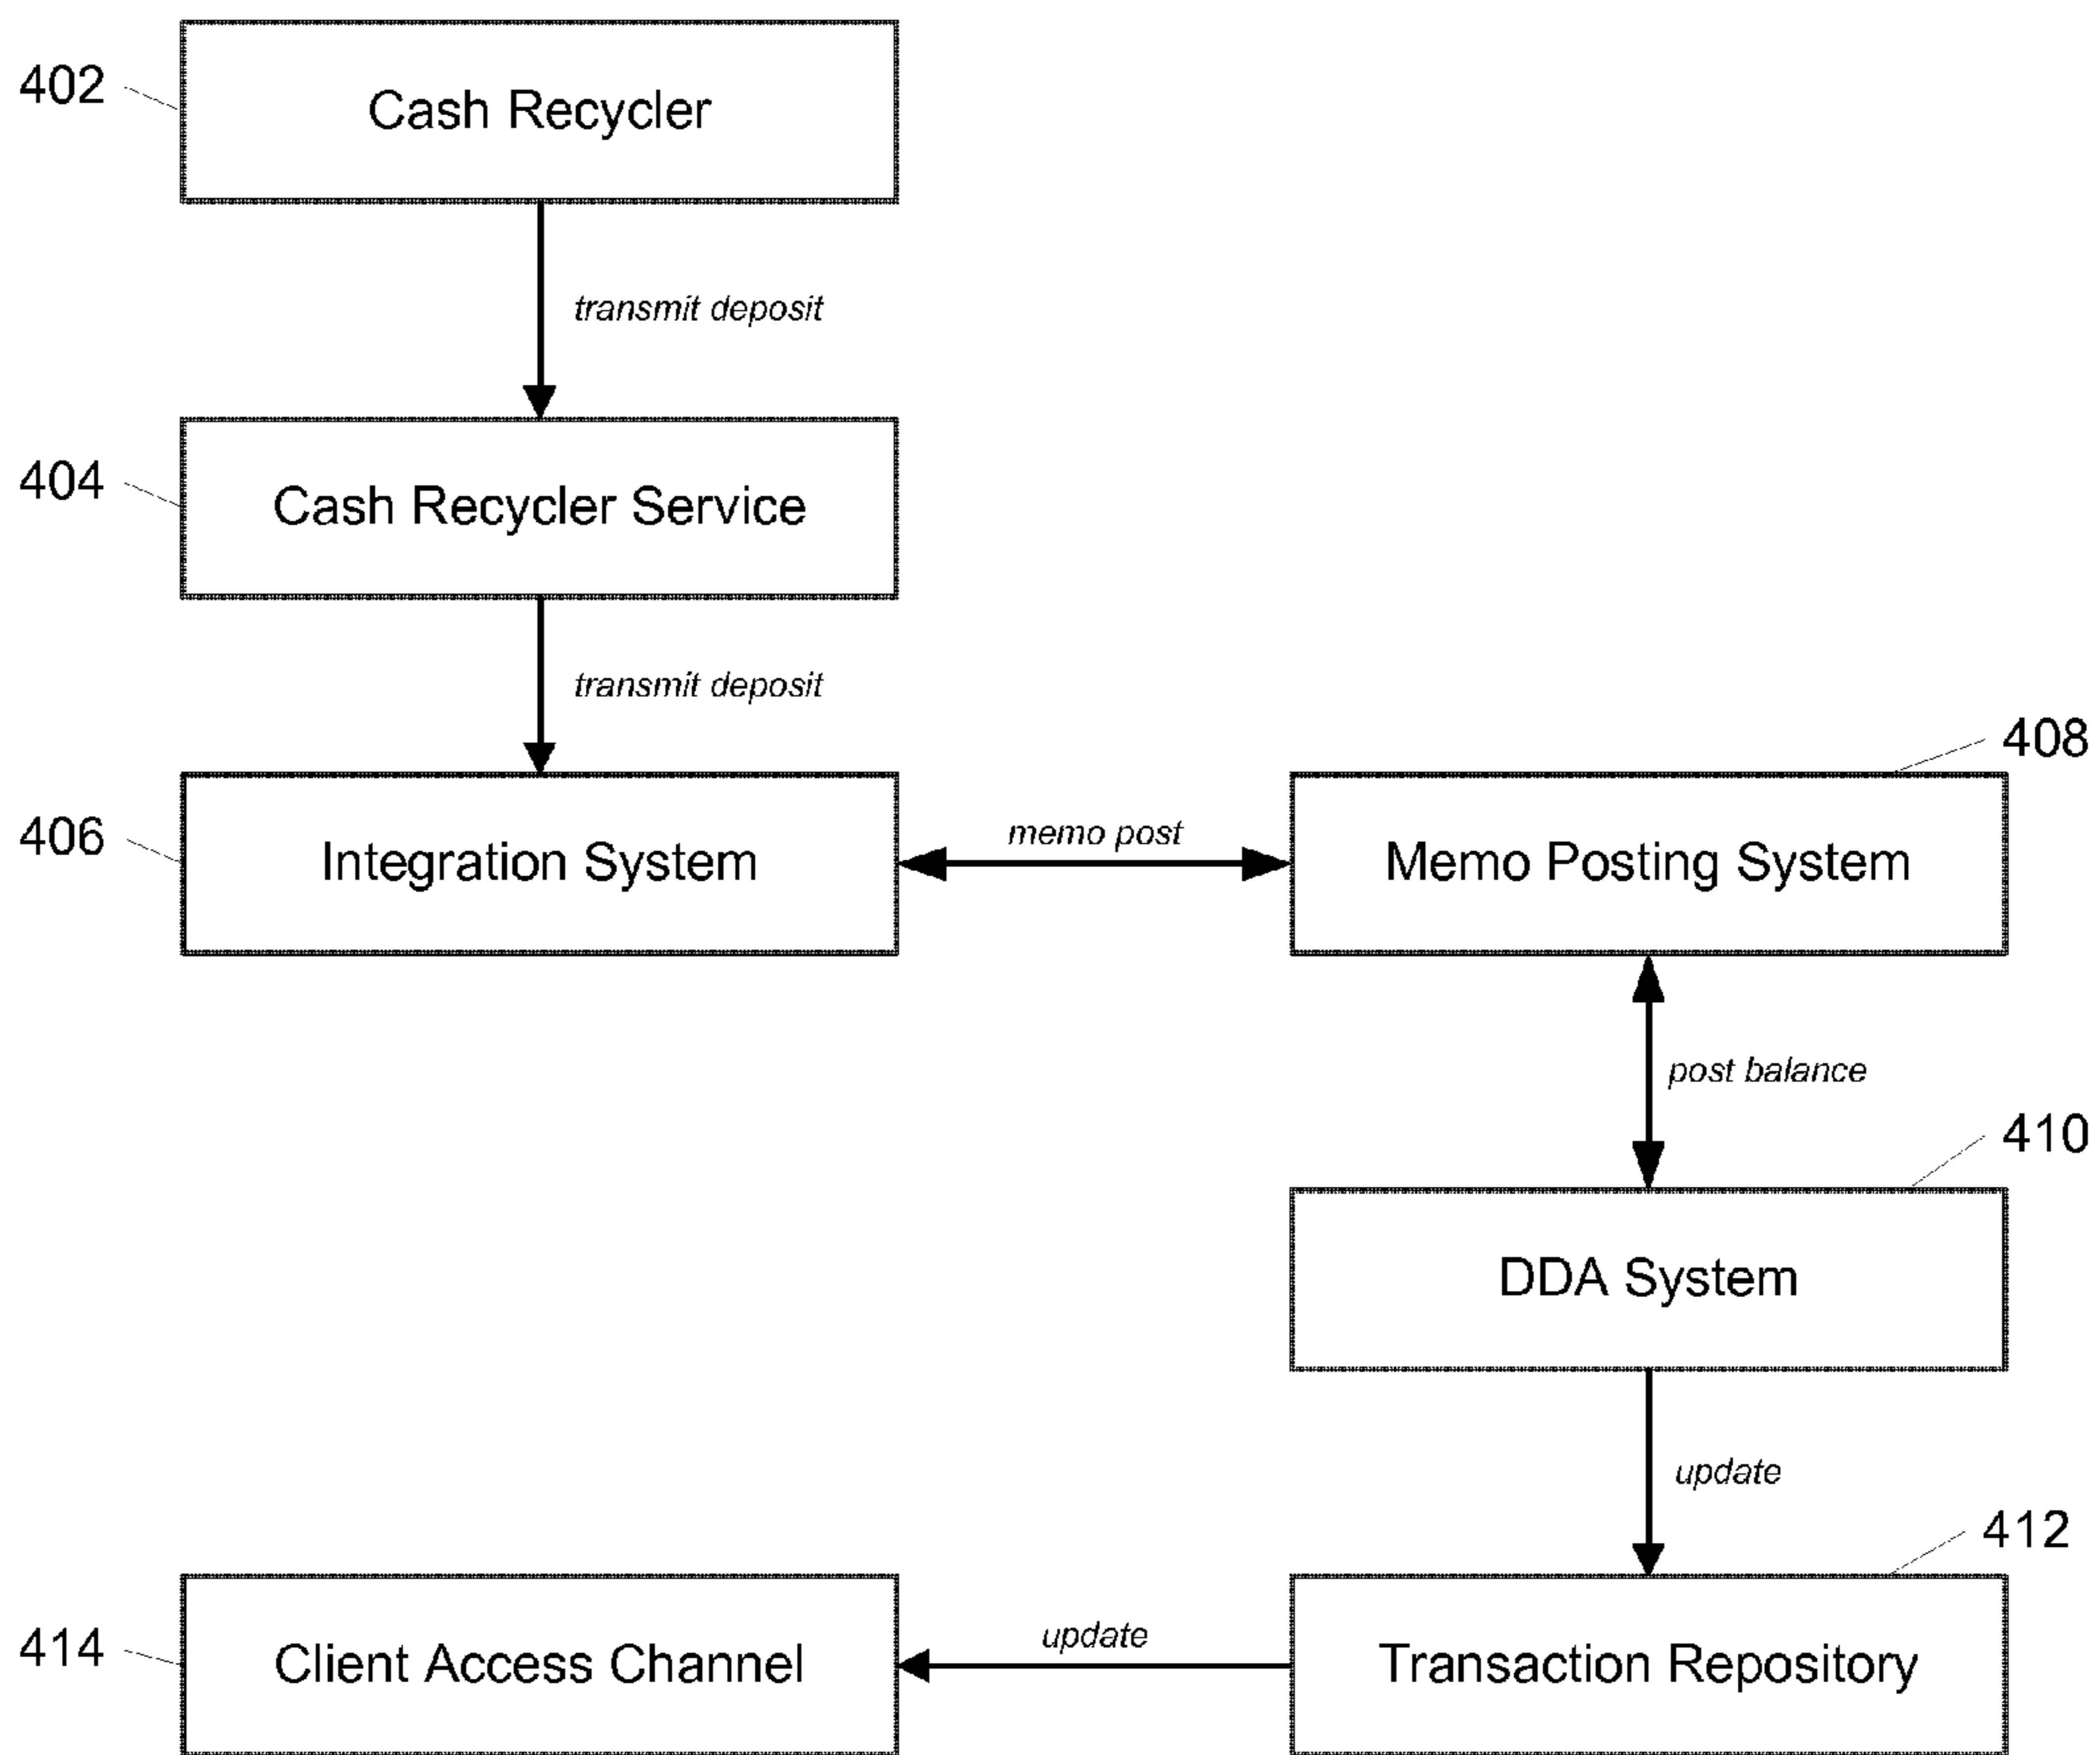 402
Cash Recycler
transmit deposit
404
Cash Recycler Service
transmit deposit
406
Integration System
memo post
408
Memo Posting System
post balance
410
DDA System
update
412
Transaction Repository
update
414
Client Access Channel